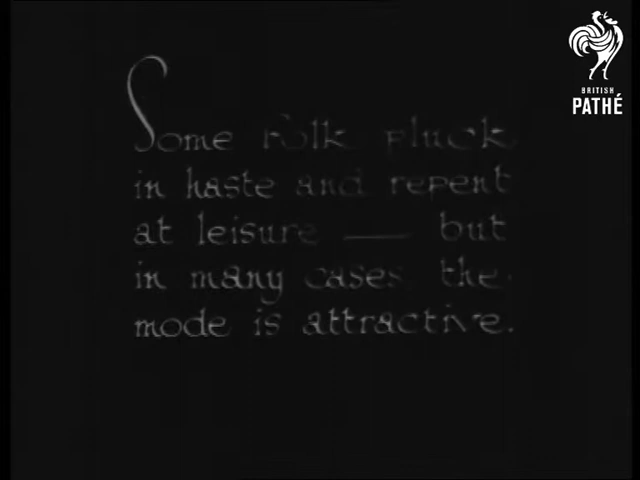 Some folk pluck
in haste and repent
at leisure — but
in many cases the
mode is attractive.
BRITISH
PATHÉ